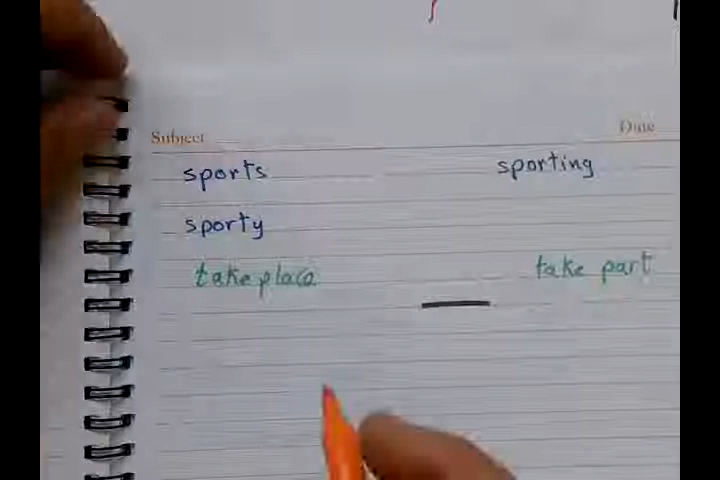 Subject Date
sports sporting
sporty
take place take part